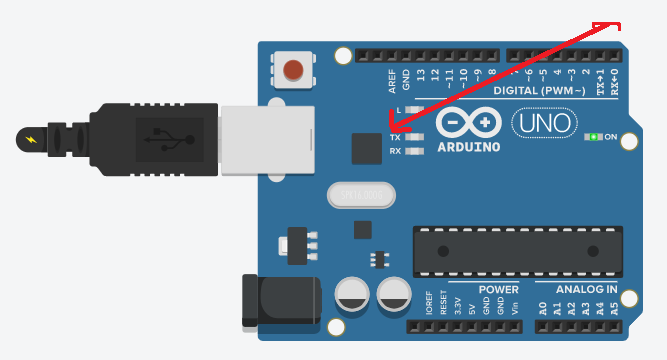 AREF
GND
13
12
~11
~10
~9
8
~6
~5
4
~3
2
TX→1
RX←0
DIGITAL (PWM~)
L
TX
RX
ARDUINO
UNO
ON
POWER
ANALOG IN
IOREF
RESET
3.3V
5V
GND
GND
Vin
A0
A1
A2
A3
A4
A5